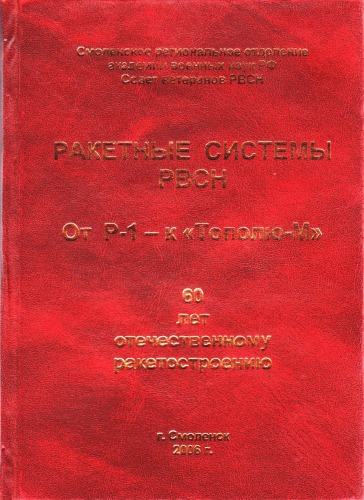 Смоленское региональное отделение
академии военных наук РФ
Совет ветеранов РВСН
РАКЕТНЫЕ СИСТЕМЫ
РВСН
От Р-1 – к «Тополю-М»
60
лет
отечественному
ракетостроению
г. Смоленск
2006 г.